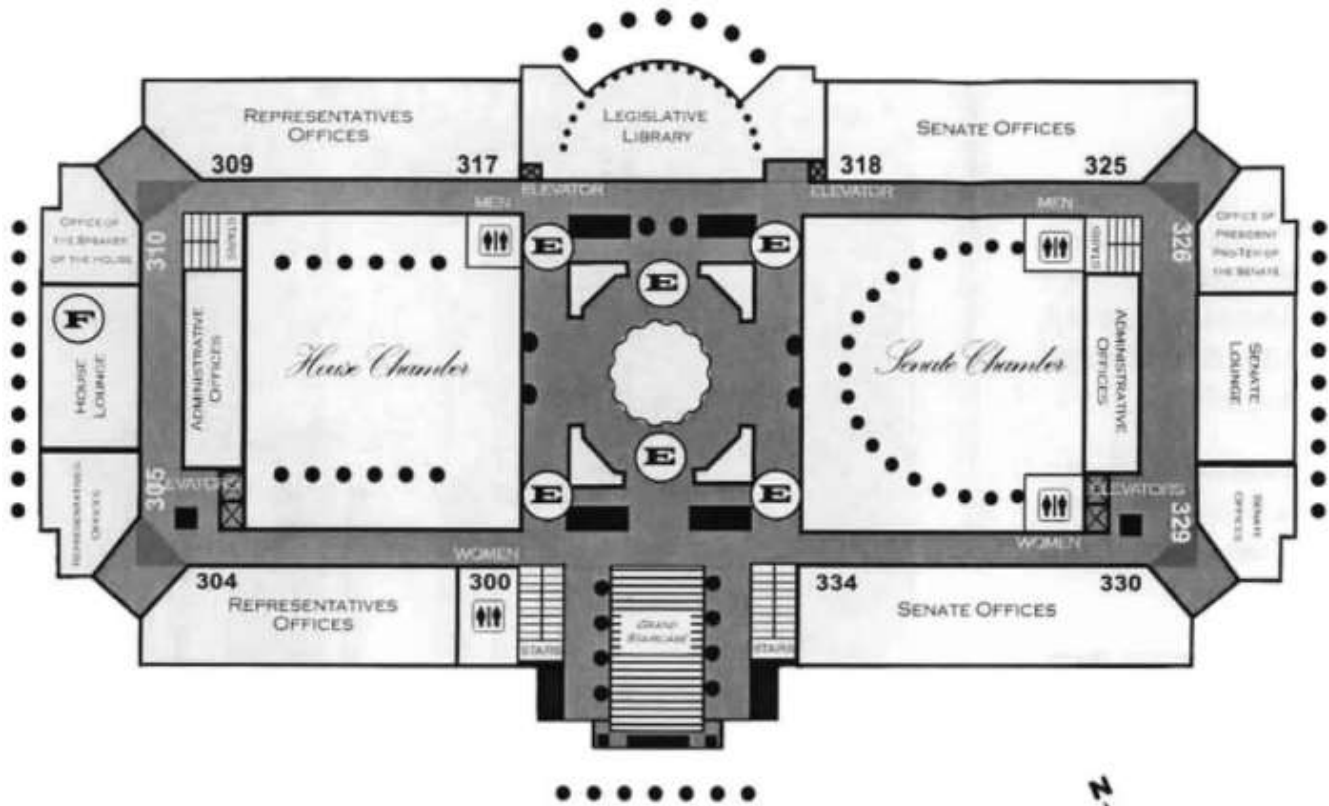 REPRESENTATIVES
OFFICES
LEGISLATIVE
LIBRARY
SENATE OFFICES
309
317
318
325
ELEVATOR
ELEVATOR
MEN
MEN
OFFICE OF
THE SPEAKER
OF THE HOUSE
310
STAIRS
E
E
E
STAIRS
326
OFFICE OF
PRESIDENT
PRO-TEM OF
THE SENATE
F
HOUSE
LOUNGE
ADMINISTRATIVE
OFFICES
House Chamber
Senate Chamber
ADMINISTRATIVE
OFFICES
SENATE
LOUNGE
REPRESENTATIVES
OFFICES
305
ELEVATORS
E
E
E
ELEVATORS
329
SENATE
OFFICES
WOMEN
WOMEN
304
300
334
330
REPRESENTATIVES
OFFICES
GRAND
STAIRCASE
SENATE OFFICES
STAIRS
STAIRS
N